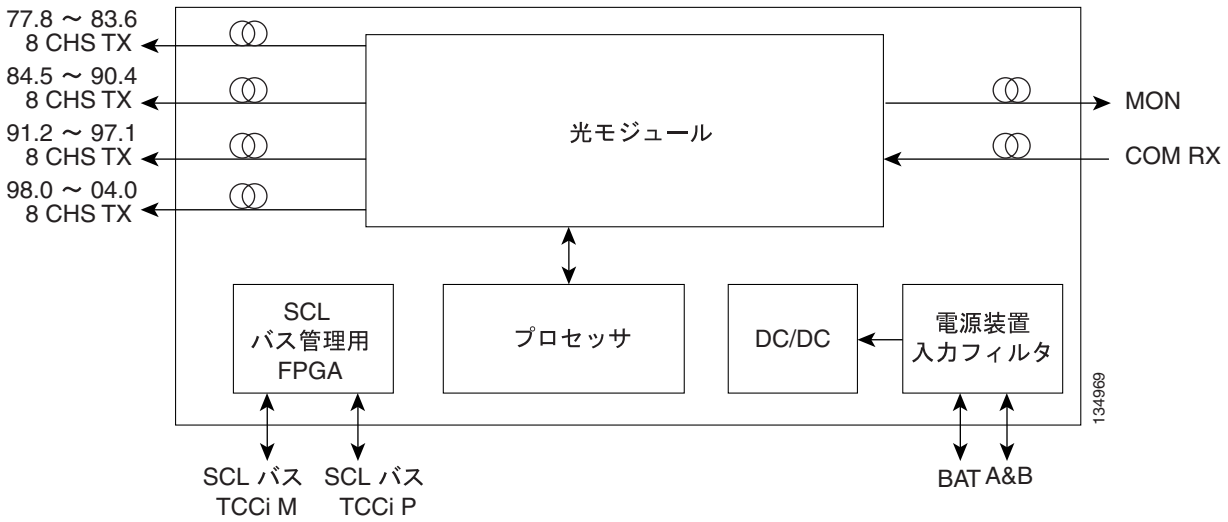 77.8 ～ 83.6
8 CHS TX
84.5 ～ 90.4
8 CHS TX
91.2 ～ 97.1
8 CHS TX
98.0 ～ 04.0
8 CHS TX
光モジュール
MON
COM RX
SCL
バス管理用
FPGA
プロセッサ
DC/DC
電源装置
入力フィルタ
134969
SCL バス
TCCi M
SCL バス
TCCi P
BAT
A&B